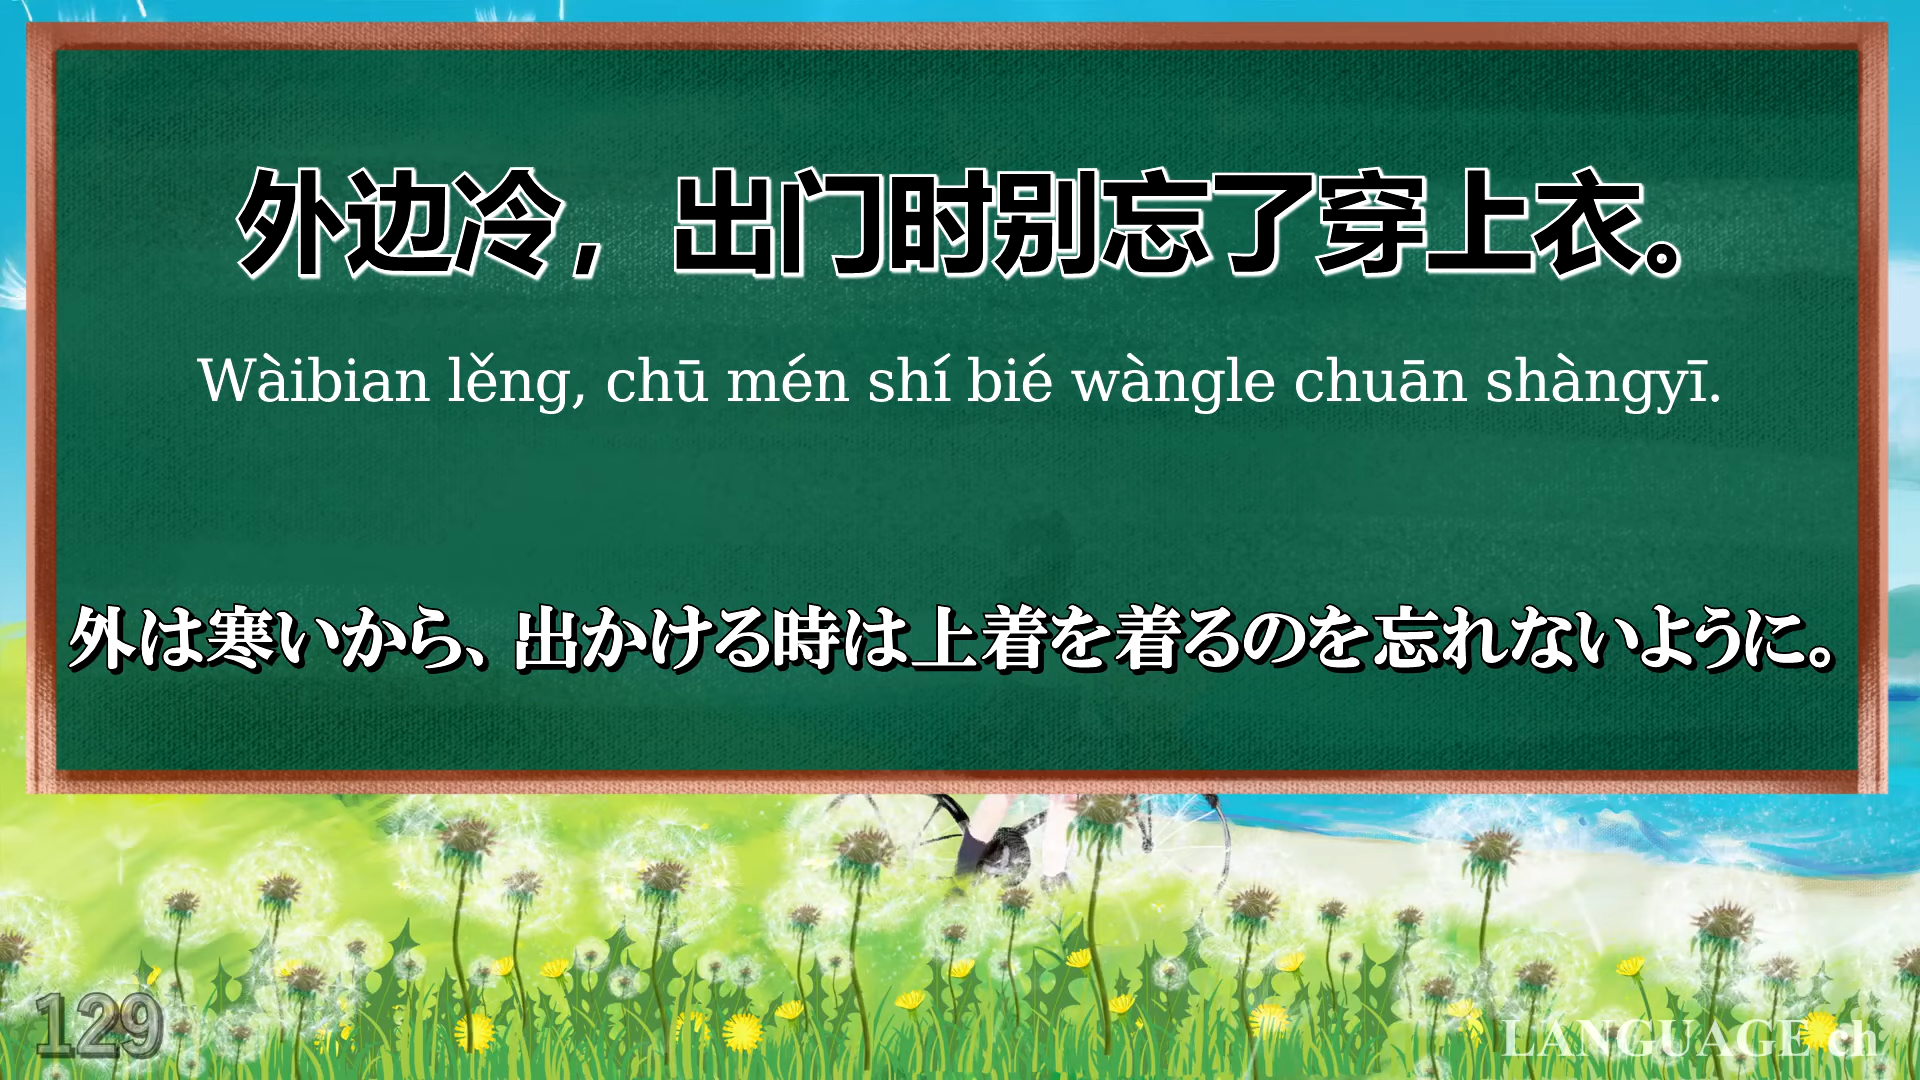 外边冷，出门时别忘了穿上衣。
Wàibian lěng, chū mén shí bié wàngle chuān shàngyī.
外は寒いから、出かける時は上着を着るのを忘れないように。
129
LANGUAGE ch